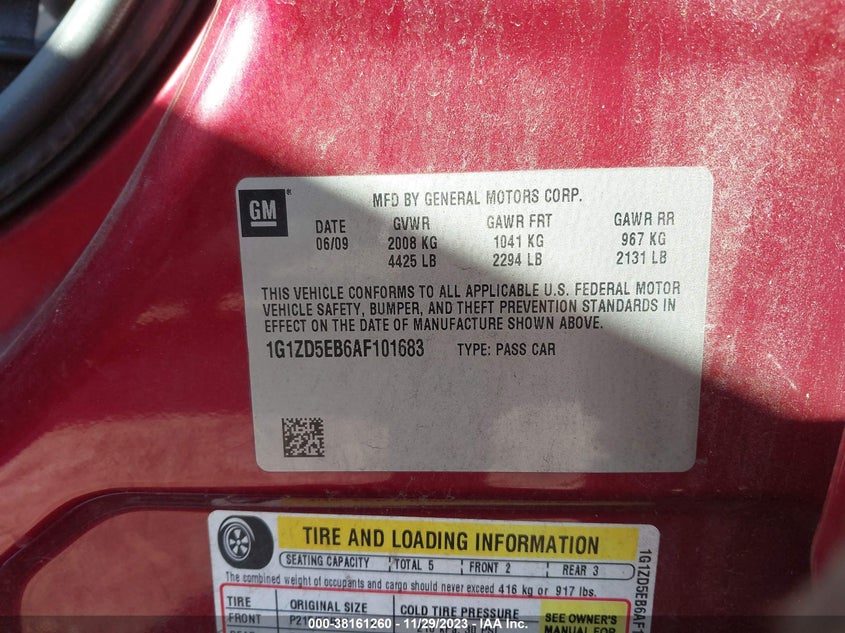 GM ®
MFD BY GENERAL MOTORS CORP.
DATE GVWR GAWR FRT GAWR RR
06/09 2008 KG 1041 KG 967 KG
4425 LB 2294 LB 2131 LB
THIS VEHICLE CONFORMS TO ALL APPLICABLE U.S. FEDERAL MOTOR
VEHICLE SAFETY, BUMPER, AND THEFT PREVENTION STANDARDS IN
EFFECT ON THE DATE OF MANUFACTURE SHOWN ABOVE.
1G1ZD5EB6AF101683 TYPE: PASS CAR
TIRE AND LOADING INFORMATION
SEATING CAPACITY TOTAL 5 FRONT 2 REAR 3
The combined weight of occupants and cargo should never exceed 416 kg or 917 lbs.
TIRE ORIGINAL SIZE COLD TIRE PRESSURE SEE OWNER'S
FRONT MANUAL FOR
1G1ZD5EB6AF1
000-38161260 - 11/29/2023 - IAA Inc.